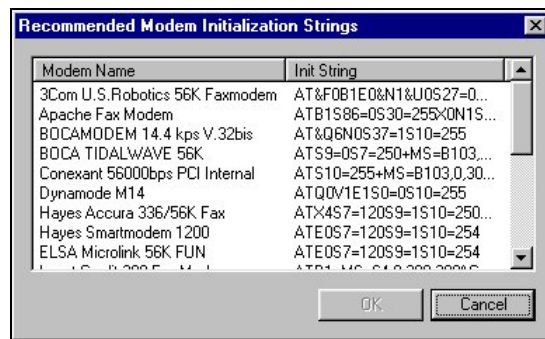 Recommended Modem Initialization Strings
Modem Name Init String
3Com U.S.Robotics 56K Faxmodem AT&F0B1E0&N1&U0S27=0...
Apache Fax Modem ATB1S86=0S30=255X0N1S...
BOCAMODEM 14.4 kps V.32bis AT&Q6N0S37=1S10=255
BOCA TIDALWAVE 56K ATS9=0S7=250+MS=B103,...
Conexant 56000bps PCI Internal ATS10=255+MS=B103,0,30...
Dynamode M14 ATQ0V1E1S0=0S10=255
Hayes Accura 336/56K Fax ATX4S7=120S9=1S10=250...
Hayes Smartmodem 1200 ATE0S7=120S9=1S10=254
ELSA Microlink 56K FUN ATE0S7=120S9=1S10=254
OK Cancel